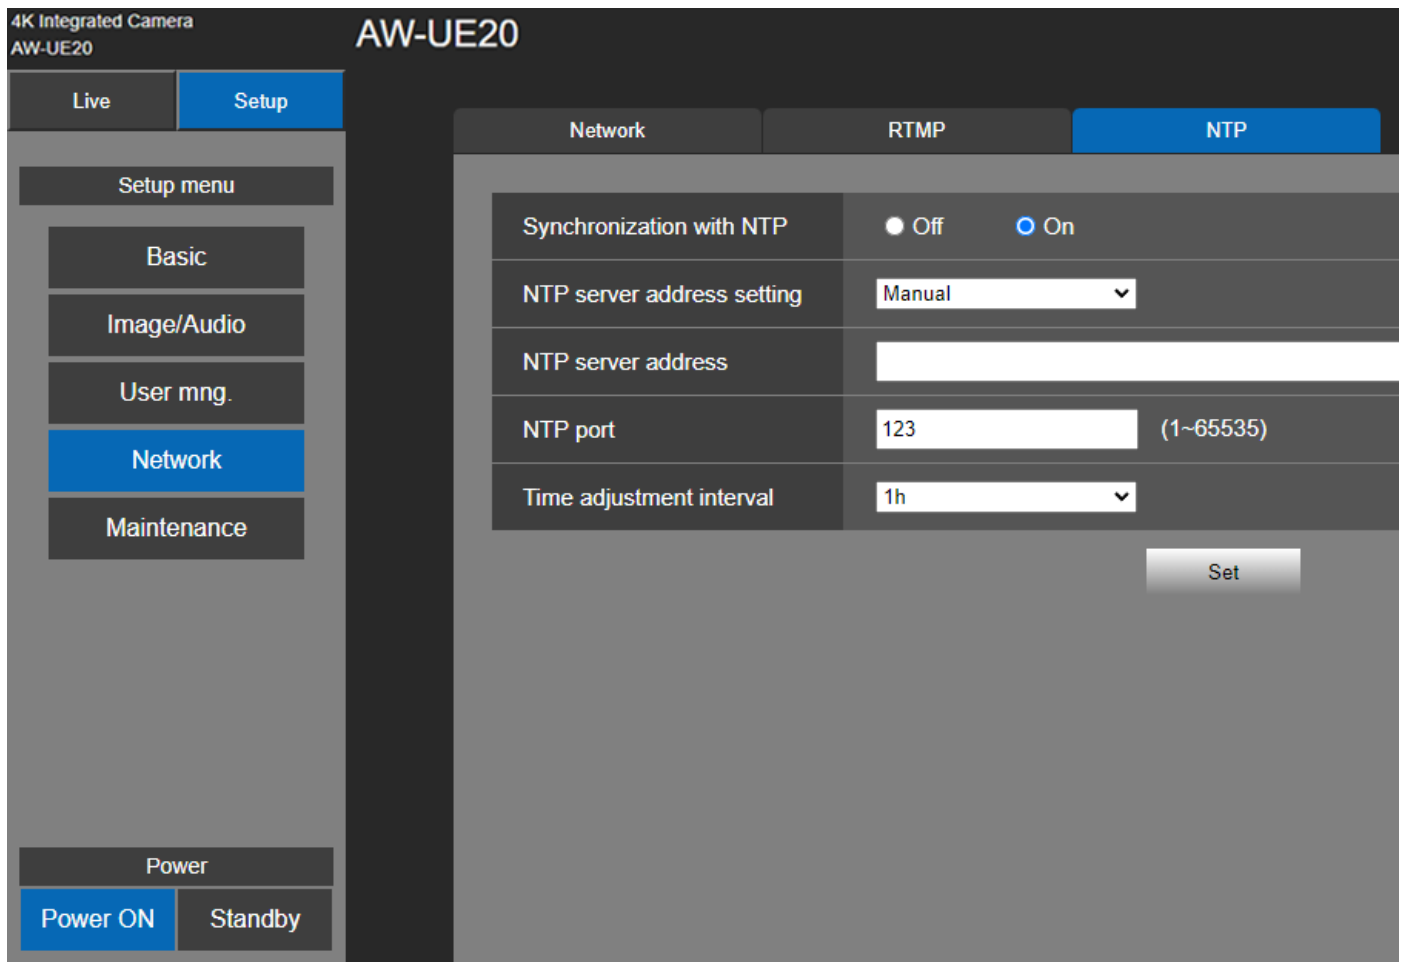 4K Integrated Camera
AW-UE20
AW-UE20
Live Setup
Network RTMP NTP
Setup menu
Basic
Image/Audio
User mng.
Network
Maintenance
Synchronization with NTP Off On
NTP server address setting Manual
NTP server address
NTP port 123 (1~65535)
Time adjustment interval 1h
Set
Power
Power ON Standby